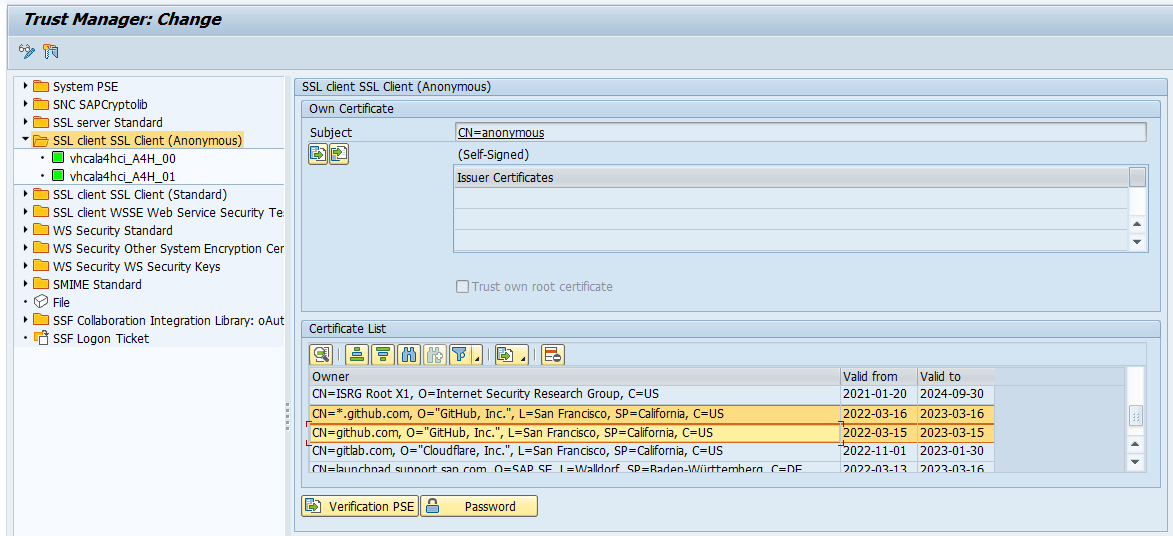 Trust Manager: Change
System PSE
SNC SAPCryptolib
SSL server Standard
SSL client SSL Client (Anonymous)
vhcala4hci_A4H_00
vhcala4hci_A4H_01
SSL client SSL Client (Standard)
SSL client WSSE Web Service Security Te
WS Security Standard
WS Security Other System Encryption Cer
WS Security WS Security Keys
SMIME Standard
File
SSF Collaboration Integration Library: oAut
SSF Logon Ticket
SSL client SSL Client (Anonymous)
Own Certificate
Subject CN=anonymous
(Self-Signed)
Issuer Certificates
Trust own root certificate
Certificate List
Owner Valid from Valid to
CN=ISRG Root X1, O=Internet Security Research Group, C=US 2021-01-20 2024-09-30
CN=*.github.com, O="GitHub, Inc.", L=San Francisco, SP=California, C=US 2022-03-16 2023-03-16
CN=github.com, O="GitHub, Inc.", L=San Francisco, SP=California, C=US 2022-03-15 2023-03-15
CN=gitlab.com, O="Cloudflare, Inc.", L=San Francisco, SP=California, C=US 2022-11-01 2023-01-30
CN=launchpad.support.sap.com, O=SAP SE, L=Walldorf, SP=Baden-Württemberg, C=DE 2022-03-13 2023-03-16
Verification PSE Password